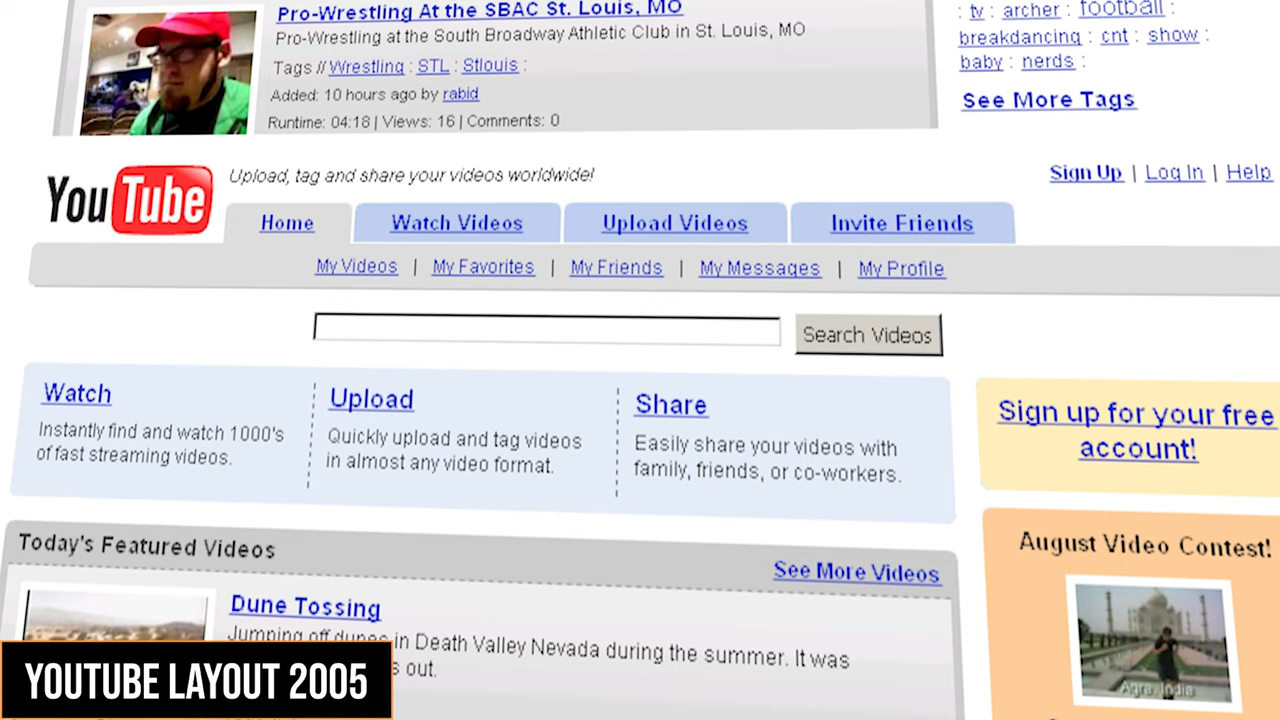 Pro-Wrestling At the SBAC St. Louis, MO
Pro-Wrestling at the South Broadway Athletic Club in St. Louis, MO
Tags // Wrestling : STL : Stlouis :
Added: 10 hours ago by rabid
Runtime: 04:18 | Views: 16 | Comments: 0
: tv : archer : football :
breakdancing : cnt : show :
baby : nerds :
See More Tags
YouTube
Upload, tag and share your videos worldwide!
Sign Up | Log In | Help
Home
Watch Videos
Upload Videos
Invite Friends
My Videos | My Favorites | My Friends | My Messages | My Profile
Search Videos
Watch
Instantly find and watch 1000's
of fast streaming videos.
Upload
Quickly upload and tag videos
in almost any video format.
Share
Easily share your videos with
family, friends, or co-workers.
Sign up for your free
account!
Today's Featured Videos
See More Videos
Dune Tossing
Jumping off dunes in Death Valley Nevada during the summer. It was
out.
August Video Contest!
Agra, India
YOUTUBE LAYOUT 2005